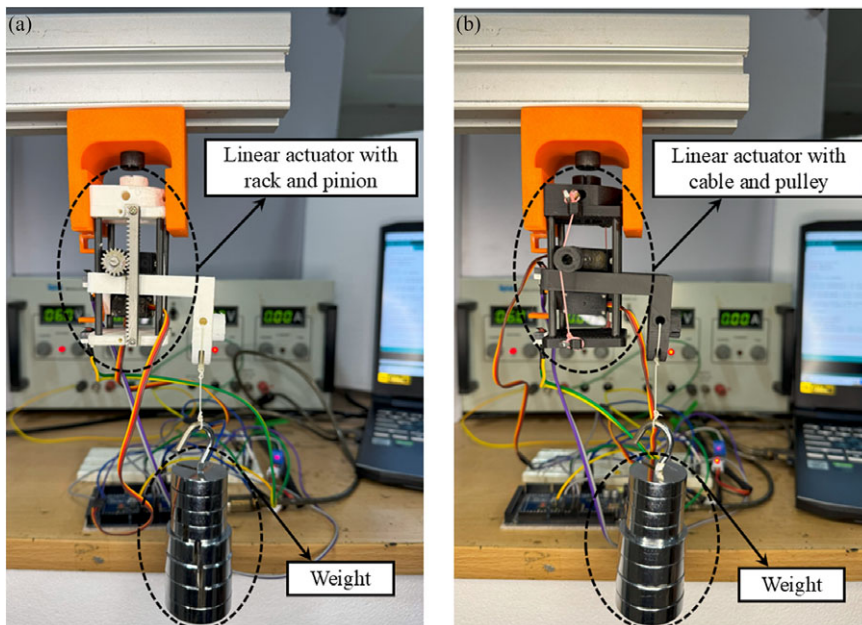 (a)
Linear actuator with
rack and pinion
Weight
(b)
Linear actuator with
cable and pulley
Weight